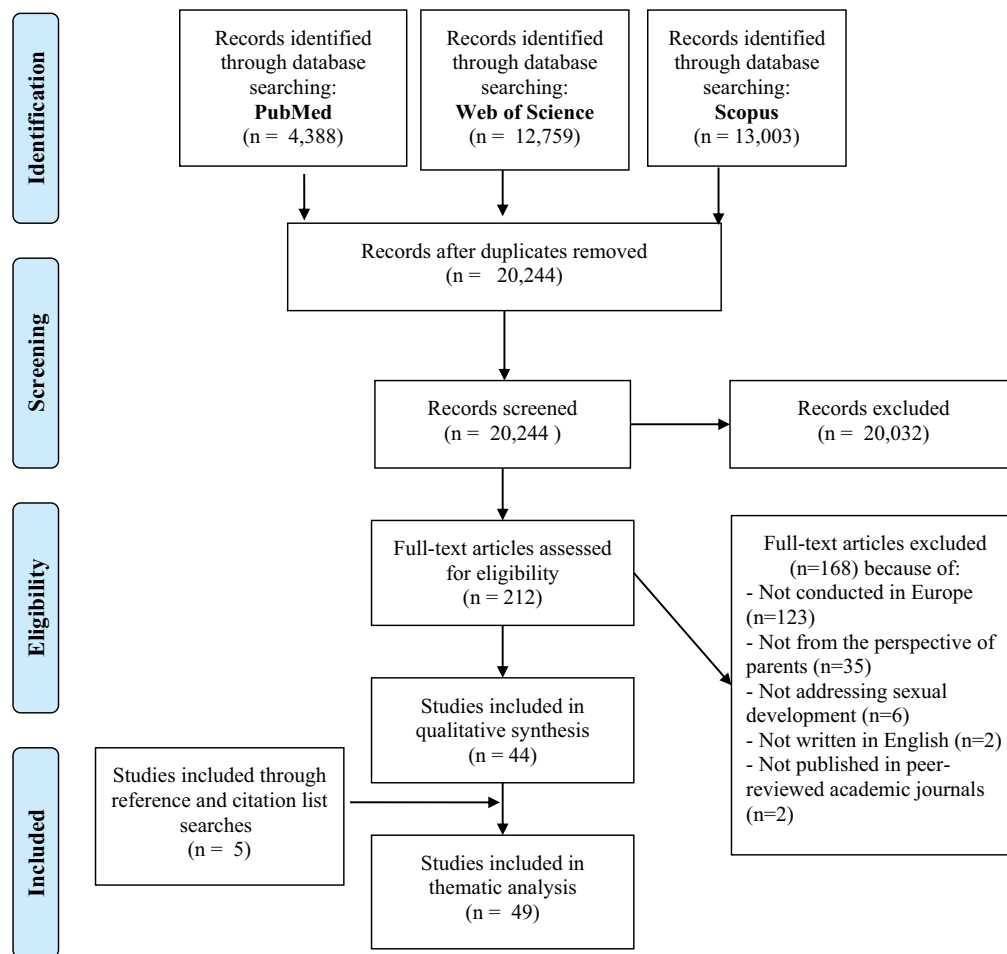 Identification
Records identified
through database
searching:
PubMed
(n = 4,388)
Records identified
through database
searching:
Web of Science
(n = 12,759)
Records identified
through database
searching:
Scopus
(n = 13,003)
Records after duplicates removed
(n = 20,244)
Screening
Records screened
(n = 20,244 )
Records excluded
(n = 20,032)
Eligibility
Full-text articles assessed
for eligibility
(n = 212)
Full-text articles excluded
(n=168) because of:
- Not conducted in Europe
(n=123)
- Not from the perspective of
parents (n=35)
- Not addressing sexual
development (n=6)
- Not written in English (n=2)
- Not published in peer-
reviewed academic journals
(n=2)
Studies included in
qualitative synthesis
(n = 44)
Included
Studies included through
reference and citation list
searches
(n = 5)
Studies included in
thematic analysis
(n = 49)